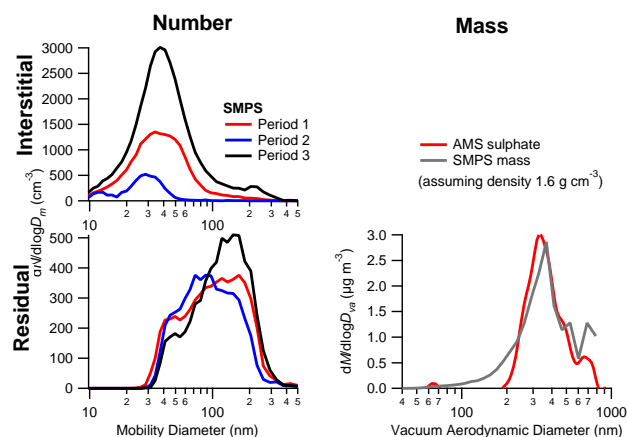 Number
Mass
Interstitial
Residual
dN/dlogD_m (cm⁻³)
3000
2500
2000
1500
1000
500
0
SMPS
Period 1
Period 2
Period 3
10 2 3 4 5 6 100 2 3 4 5
500
400
300
200
100
0
10 2 3 4 5 6 100 2 3 4 5
Mobility Diameter (nm)
AMS sulphate
SMPS mass
(assuming density 1.6 g cm⁻³)
dM/dlogD_va (µg m⁻³)
3.0
2.5
2.0
1.5
1.0
0.5
0.0
4 5 6 7 100 2 3 4 5 6 7 1000
Vacuum Aerodynamic Diameter (nm)